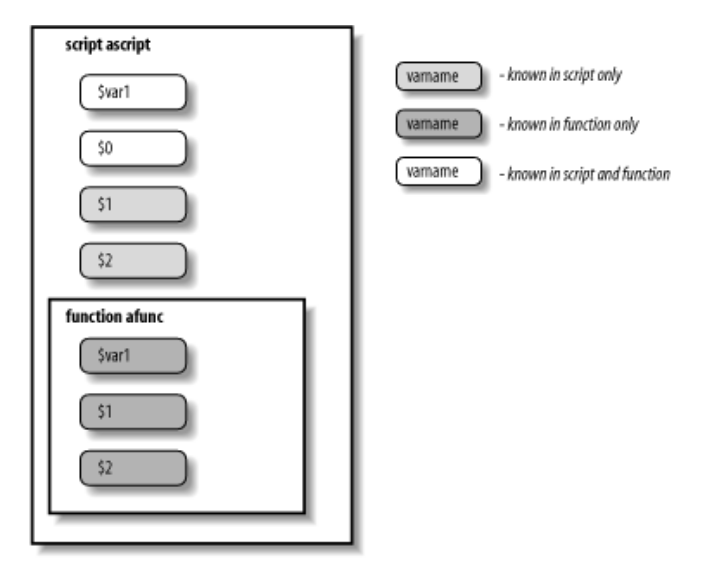 script ascript
$var1
$0
$1
$2
function afunc
$var1
$1
$2
varname - known in script only
varname - known in function only
varname - known in script and function